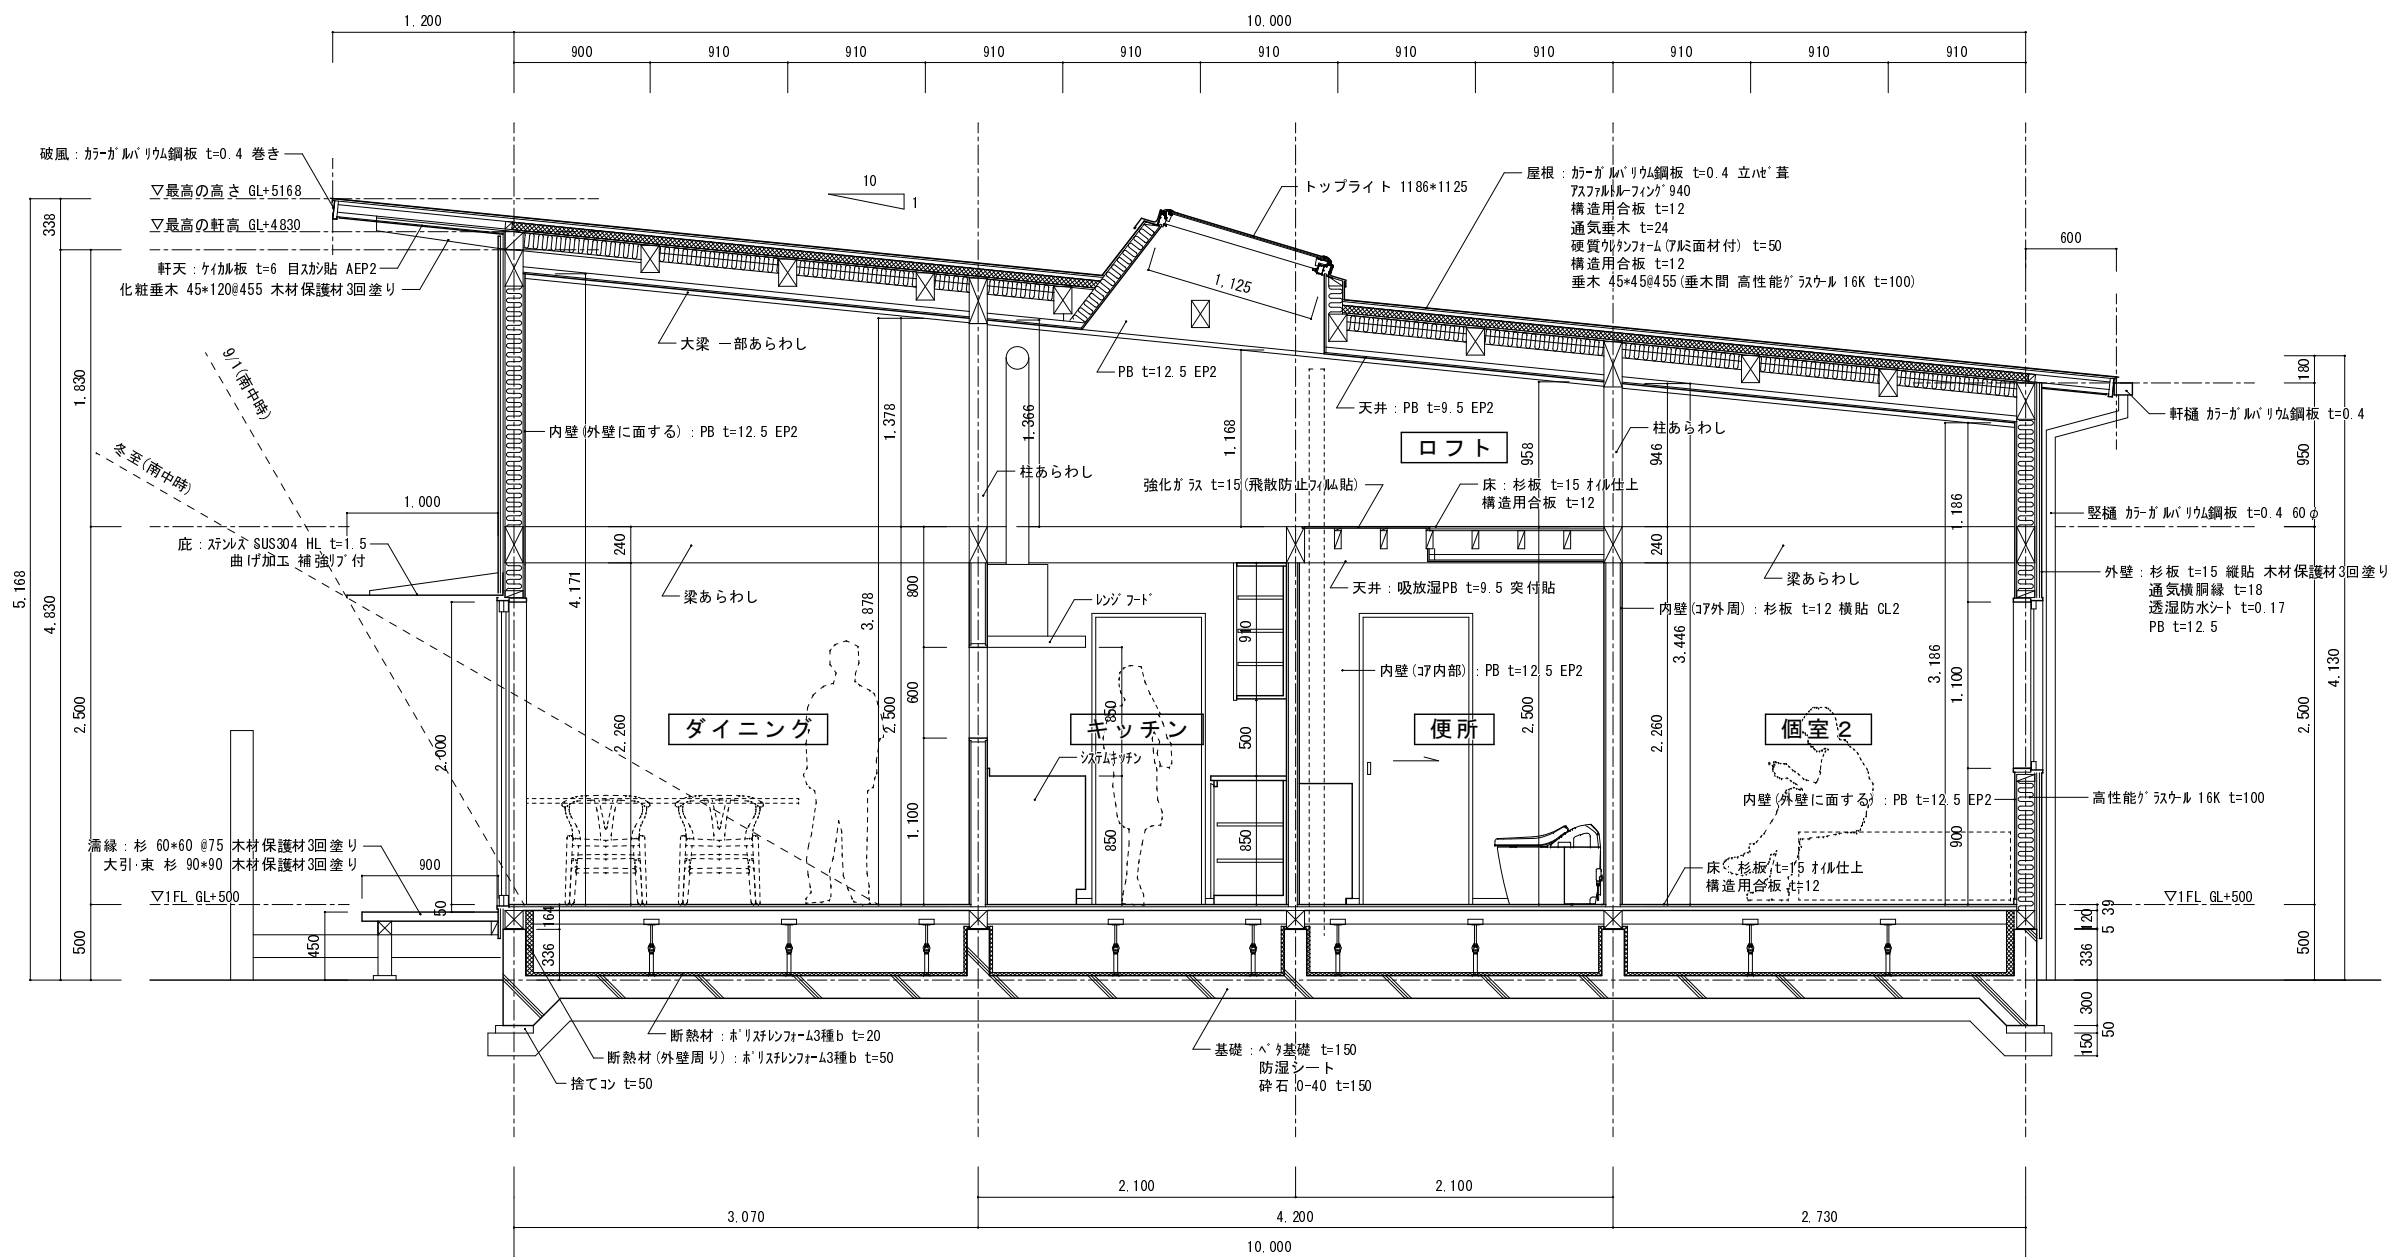 1,200
10,000
900 910 910 910 910 910 910 910 910 910 910
破風：ｶﾗｰｶﾞﾙﾊﾞﾘｳﾑ鋼板 t=0.4 巻き
▽最高の高さ GL+5168
▽最高の軒高 GL+4830
軒天：ｹｲｶﾙ板 t=6 目ｽｶｼ貼 AEP2
化粧垂木 45*120@455 木材保護材3回塗り
10
1
トップライト 1186*1125
1,125
屋根：ｶﾗｰｶﾞﾙﾊﾞﾘｳﾑ鋼板 t=0.4 立ﾊｾﾞ葺
ｱｽﾌｧﾙﾄﾙｰﾌｨﾝｸﾞ940
構造用合板 t=12
通気垂木 t=24
硬質ｳﾚﾀﾝﾌｫｰﾑ(ｱﾙﾐ面材付) t=50
構造用合板 t=12
垂木 45*45@455(垂木間 高性能ｸﾞﾗｽｳｰﾙ 16K t=100)
600
338
1,830
2,500
500
4,830
5,168
9/1(南中時)
冬至(南中時)
大梁 一部あらわし
PB t=12.5 EP2
天井：PB t=9.5 EP2
内壁(外壁に面する)：PB t=12.5 EP2
柱あらわし
柱あらわし
ロフト
軒樋 ｶﾗｰｶﾞﾙﾊﾞﾘｳﾑ鋼板 t=0.4
1,378
1,366
1,168
958
946
1,186
180
950
2,500
500
4,130
強化ｶﾞﾗｽ t=15(飛散防止ﾌｨﾙﾑ貼)
床：杉板 t=15 ｵｲﾙ仕上
構造用合板 t=12
竪樋 ｶﾗｰｶﾞﾙﾊﾞﾘｳﾑ鋼板 t=0.4 60φ
1,000
庇：ｽﾃﾝﾚｽ SUS304 HL t=1.5
曲げ加工 補強ﾘﾌﾞ付
240
4,171
3,878
800
240
梁あらわし
ﾚﾝｼﾞﾌｰﾄﾞ
天井：吸放湿PB t=9.5 突付貼
梁あらわし
外壁：杉板 t=15 縦貼 木材保護材3回塗り
通気横胴縁 t=18
透湿防水ｼｰﾄ t=0.17
PB t=12.5
内壁(ｺｱ外周)：杉板 t=12 横貼 CL2
内壁(ｺｱ内部)：PB t=12.5 EP2
910
3,446
3,186
1,100
2,000
2,260
2,500
600
850
500
2,500
2,260
ダイニング
キッチン
便所
個室2
ｼｽﾃﾑｷｯﾁﾝ
内壁(外壁に面する)：PB t=12.5 EP2
高性能ｸﾞﾗｽｳｰﾙ 16K t=100
1,100
850
850
900
濡縁：杉 60*60 @75 木材保護材3回塗り
大引･束 杉 90*90 木材保護材3回塗り
900
床：杉板 t=15 ｵｲﾙ仕上
構造用合板 t=12
▽1FL GL+500
▽1FL GL+500
50
450
164
336
39
120
5
336
300
50
150
断熱材：ﾎﾟﾘｽﾁﾚﾝﾌｫｰﾑ3種b t=20
断熱材(外壁周り)：ﾎﾟﾘｽﾁﾚﾝﾌｫｰﾑ3種b t=50
捨てｺﾝ t=50
基礎：ﾍﾞﾀ基礎 t=150
防湿シート
砕石 0-40 t=150
2,100 2,100
3,070 4,200 2,730
10,000